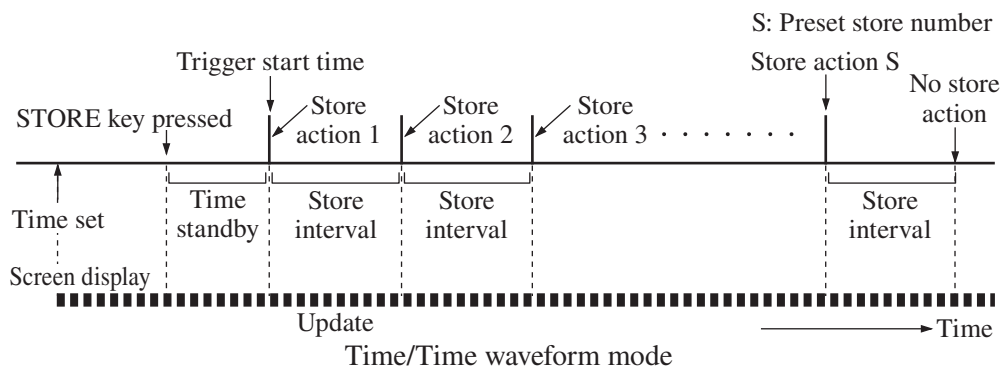 S: Preset store number
Trigger start time
Store action S
No store
action
STORE key pressed
Store
action 1
Store
action 2
Store
action 3
. . . . . . .
Time set
Time
standby
Store
interval
Store
interval
Store
interval
Screen display
Update
Time
Time/Time waveform mode